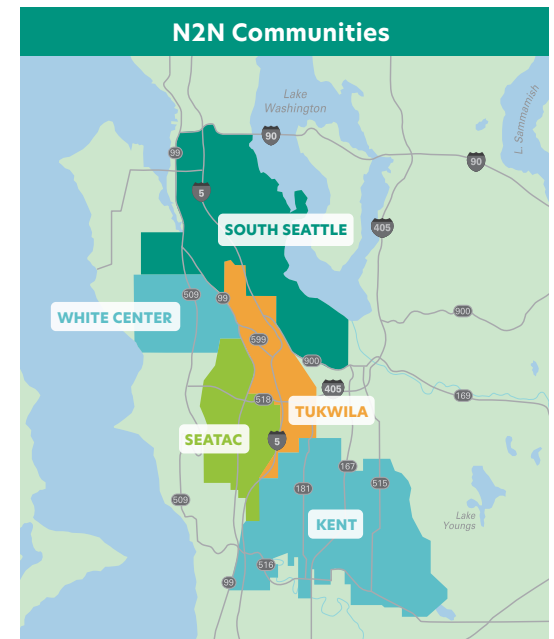 N2N Communities
Lake
Washington
L. Sammamish
90
99
90
5
SOUTH SEATTLE
405
509
99
WHITE CENTER
900
599
900
405
169
518
TUKWILA
SEATAC
5
167
515
181
509
Lake
Youngs
KENT
516
99